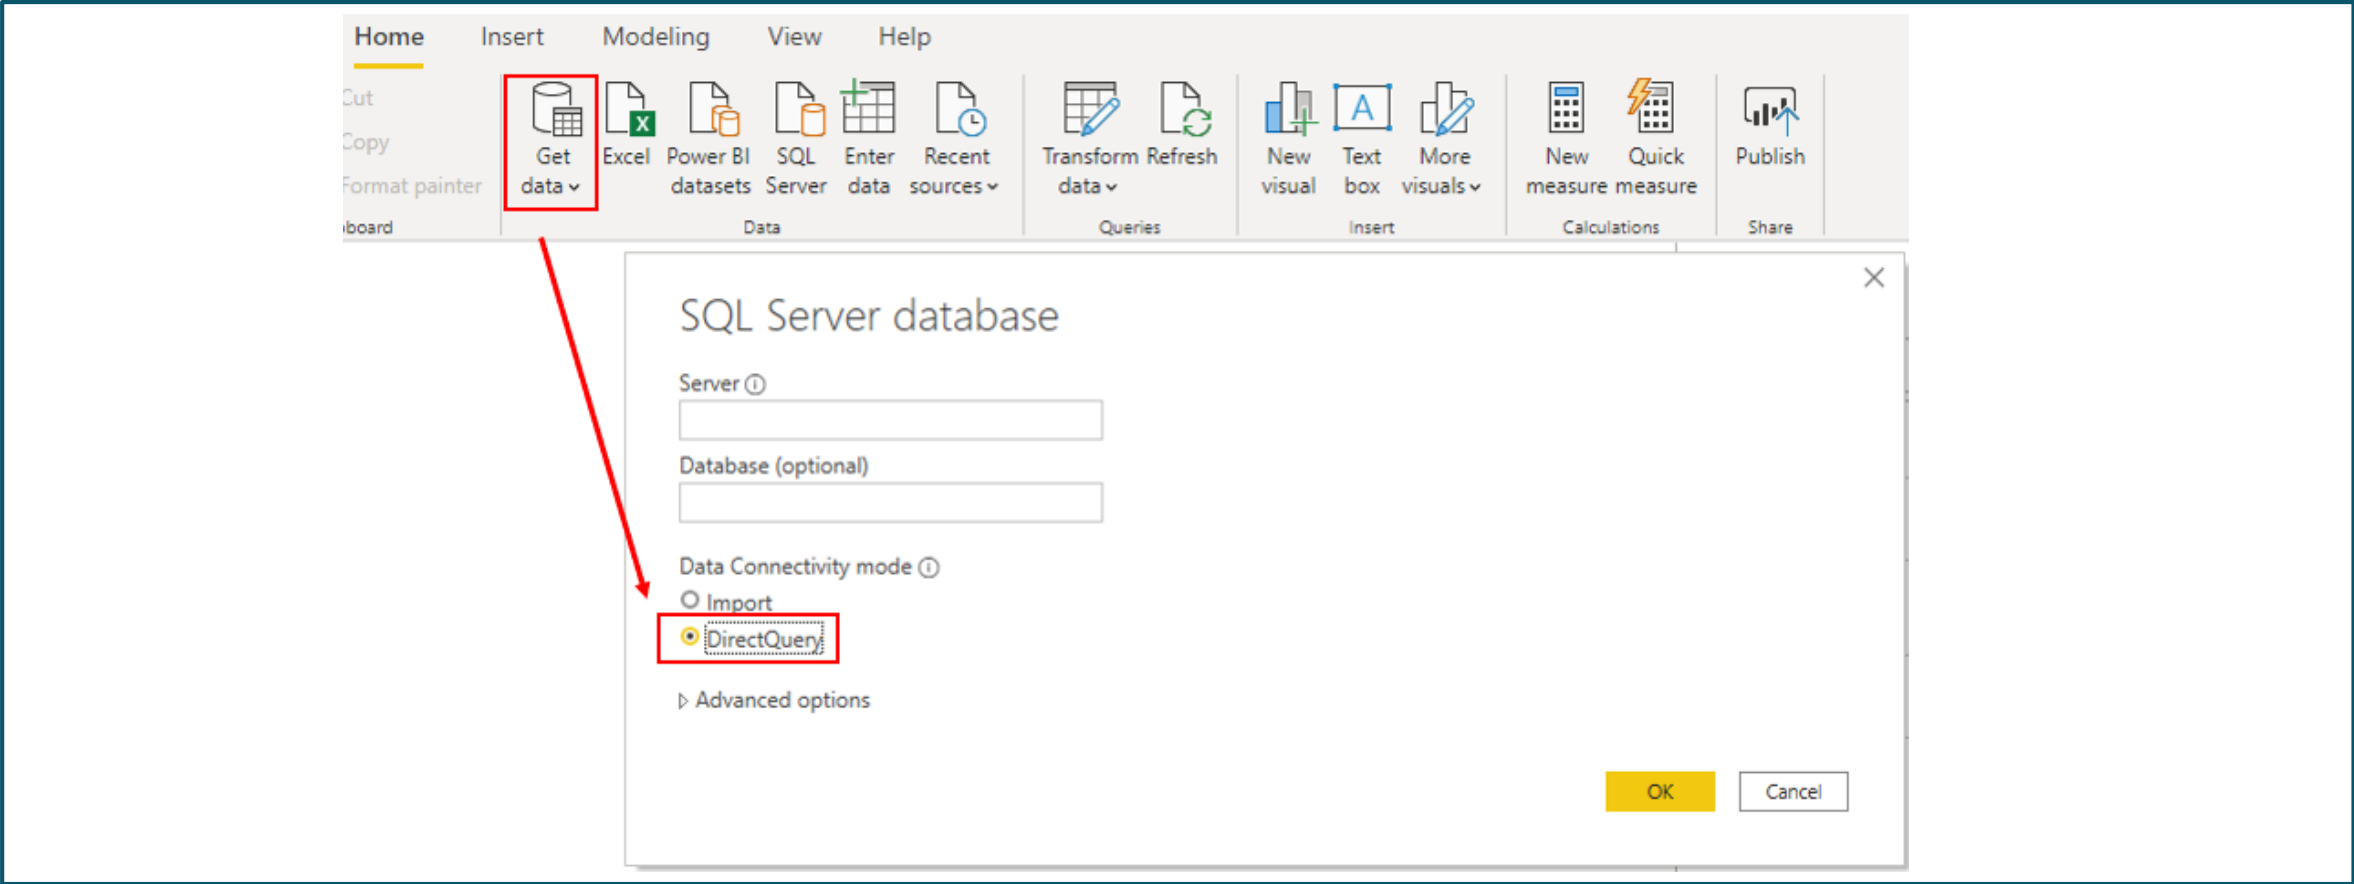 Home Insert Modeling View Help
Cut
Copy
Format painter
Get data
Excel
Power BI datasets
SQL Server
Enter data
Recent sources
Transform data
Refresh
New visual
A
Text box
More visuals
New measure
Quick measure
Publish
Data
Queries
Insert
Calculations
Share
SQL Server database
Server
Database (optional)
Data Connectivity mode
Import
DirectQuery
Advanced options
OK Cancel